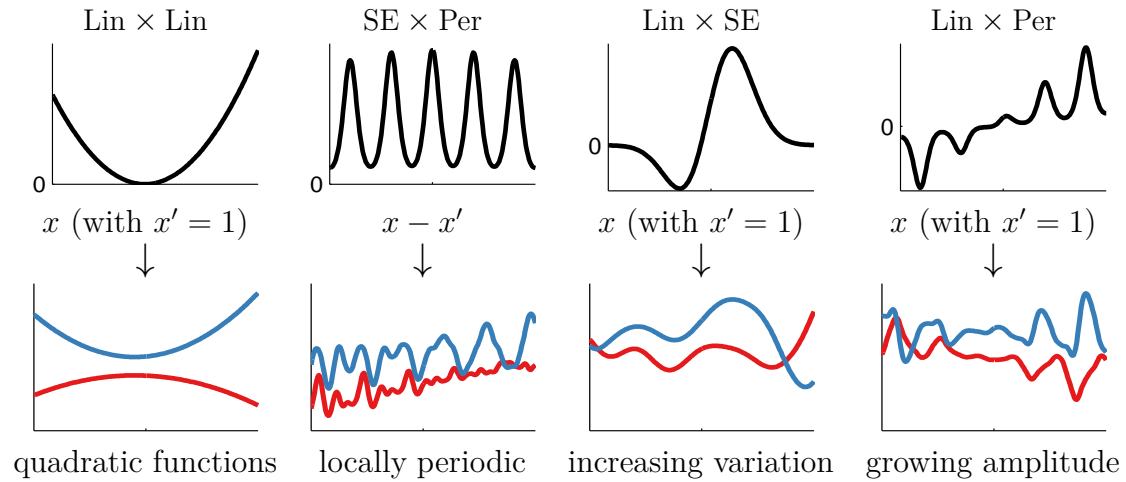 Lin × Lin
SE × Per
Lin × SE
Lin × Per
0
0
0
0
x (with x′ = 1)
x − x′
x (with x′ = 1)
x (with x′ = 1)
↓
↓
↓
↓
quadratic functions
locally periodic
increasing variation
growing amplitude